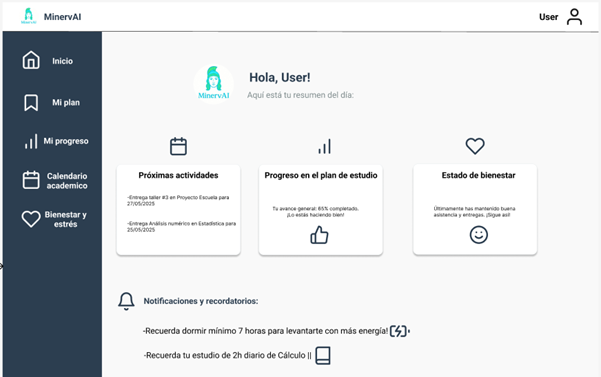 MinervAI
User
Inicio
Mi plan
Mi progreso
Calendario
academico
Bienestar y
estrés
MinervAI
Hola, User!
Aquí está tu resumen del día:
Próximas actividades
-Entrega taller #3 en Proyecto Escuela para
27/05/2025
-Entrega Análisis numérico en Estadística para
25/05/2025
Progreso en el plan de estudio
Tu avance general: 65% completado.
¡Lo estás haciendo bien!
Estado de bienestar
Últimamente has mantenido buena
asistencia y entregas. ¡Sigue así!
Notificaciones y recordatorios:
-Recuerda dormir mínimo 7 horas para levantarte con más energía!
-Recuerda tu estudio de 2h diario de Cálculo ||